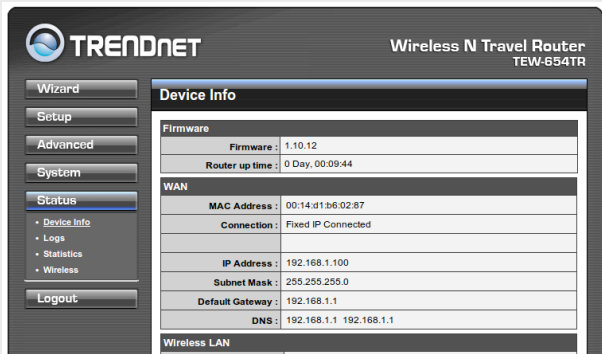 TRENDNET
Wireless N Travel Router
TEW-654TR
Wizard
Setup
Advanced
System
Status
• Device Info
• Logs
• Statistics
• Wireless
Logout
Device Info
Firmware
Firmware : 1.10.12
Router up time : 0 Day, 00:09:44
WAN
MAC Address : 00:14:d1:b6:02:87
Connection : Fixed IP Connected
IP Address : 192.168.1.100
Subnet Mask : 255.255.255.0
Default Gateway : 192.168.1.1
DNS : 192.168.1.1 192.168.1.1
Wireless LAN